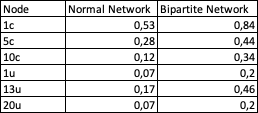 Node Normal Network Bipartite Network
1c 0,53 0,84
5c 0,28 0,44
10c 0,12 0,34
1u 0,07 0,2
13u 0,17 0,46
20u 0,07 0,2